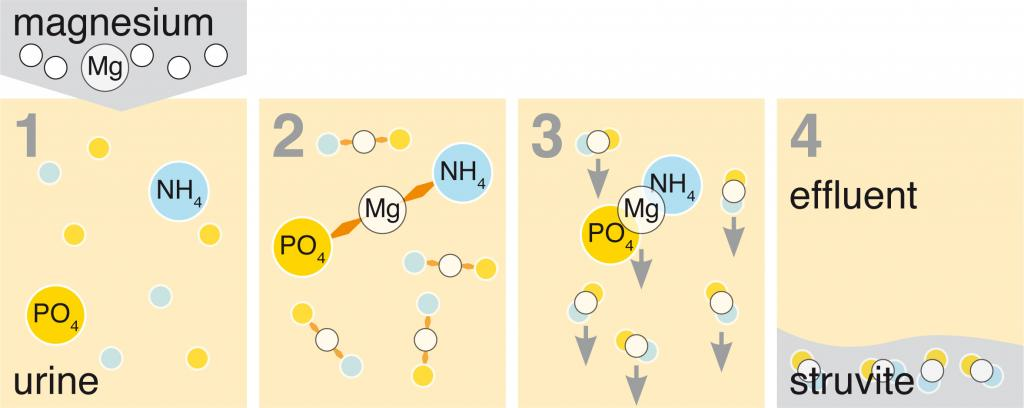 magnesium
Mg
1
NH4
PO4
urine
2
NH4
Mg
PO4
3
NH4
Mg
PO4
4
effluent
struvite